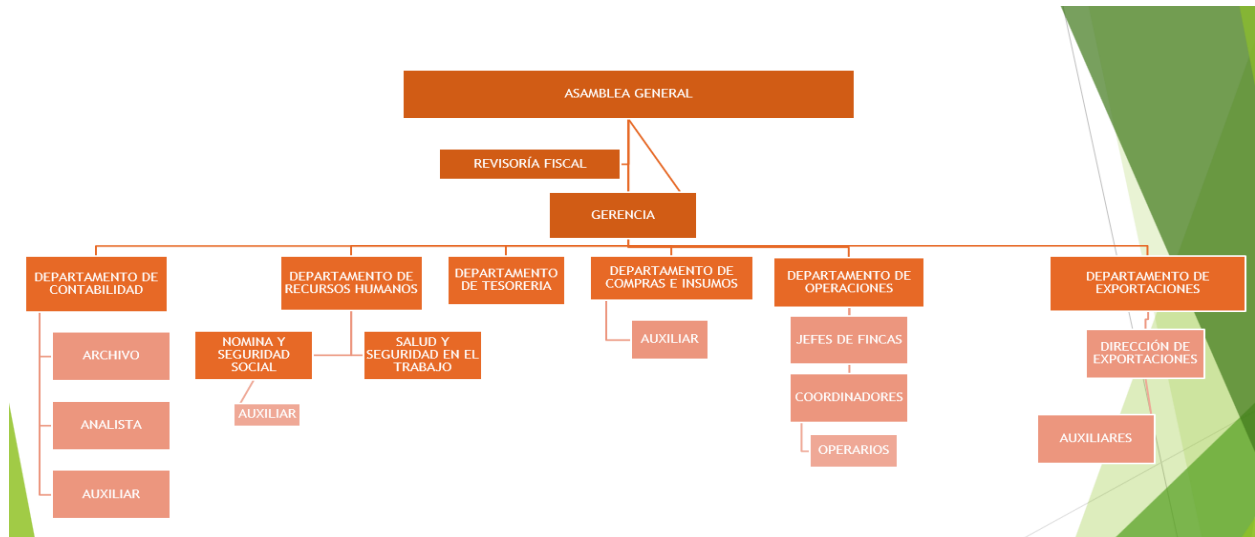 ASAMBLEA GENERAL
REVISORÍA FISCAL
GERENCIA
DEPARTAMENTO DE
CONTABILIDAD
ARCHIVO
ANALISTA
AUXILIAR
DEPARTAMENTO DE
RECURSOS HUMANOS
NOMINA Y
SEGURIDAD
SOCIAL
AUXILIAR
SALUD Y
SEGURIDAD EN EL
TRABAJO
DEPARTAMENTO
DE TESORERIA
DEPARTAMENTO DE
COMPRAS E INSUMOS
AUXILIAR
DEPARTAMENTO DE
OPERACIONES
JEFES DE FINCAS
COORDINADORES
OPERARIOS
DEPARTAMENTO DE
EXPORTACIONES
DIRECCIÓN DE
EXPORTACIONES
AUXILIARES